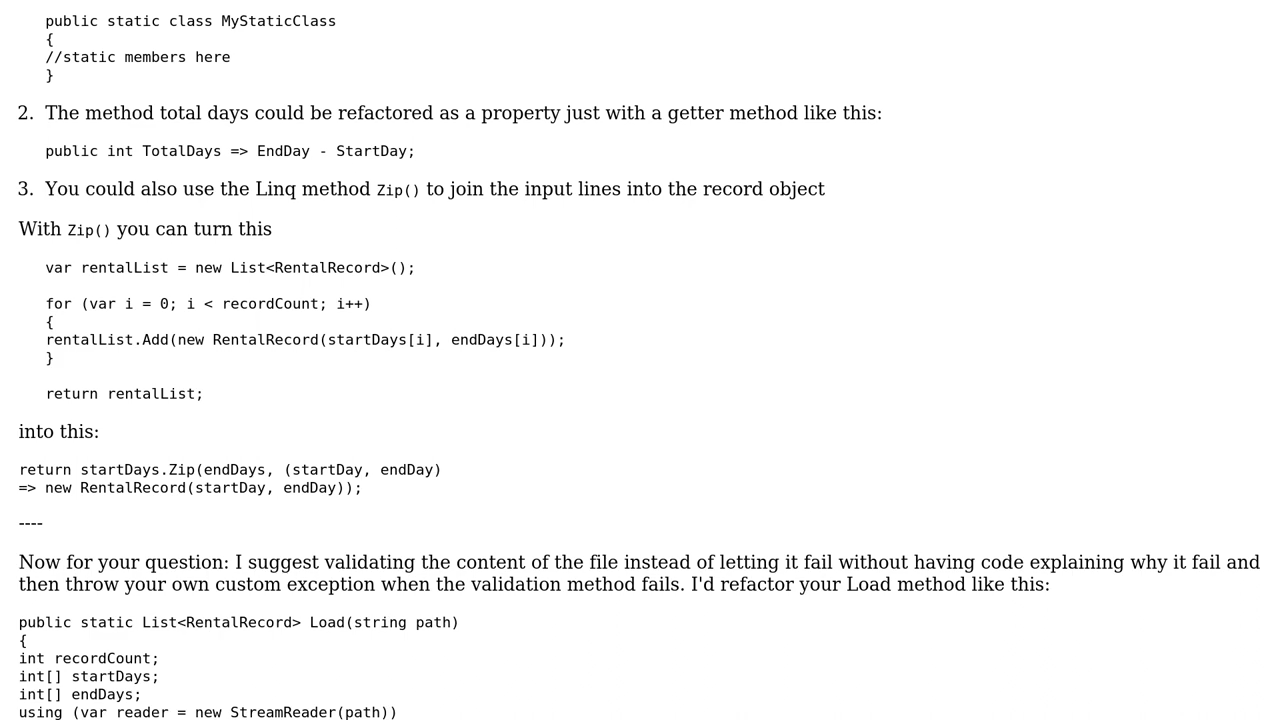 public static class MyStaticClass
{
//static members here
}
2. The method total days could be refactored as a property just with a getter method like this:
public int TotalDays => EndDay - StartDay;
3. You could also use the Linq method Zip() to join the input lines into the record object
With Zip() you can turn this
var rentalList = new List<RentalRecord>();
for (var i = 0; i < recordCount; i++)
{
rentalList.Add(new RentalRecord(startDays[i], endDays[i]));
}
return rentalList;
into this:
return startDays.Zip(endDays, (startDay, endDay)
=> new RentalRecord(startDay, endDay));
----
Now for your question: I suggest validating the content of the file instead of letting it fail without having code explaining why it fail and
then throw your own custom exception when the validation method fails. I'd refactor your Load method like this:
public static List<RentalRecord> Load(string path)
{
int recordCount;
int[] startDays;
int[] endDays;
using (var reader = new StreamReader(path))